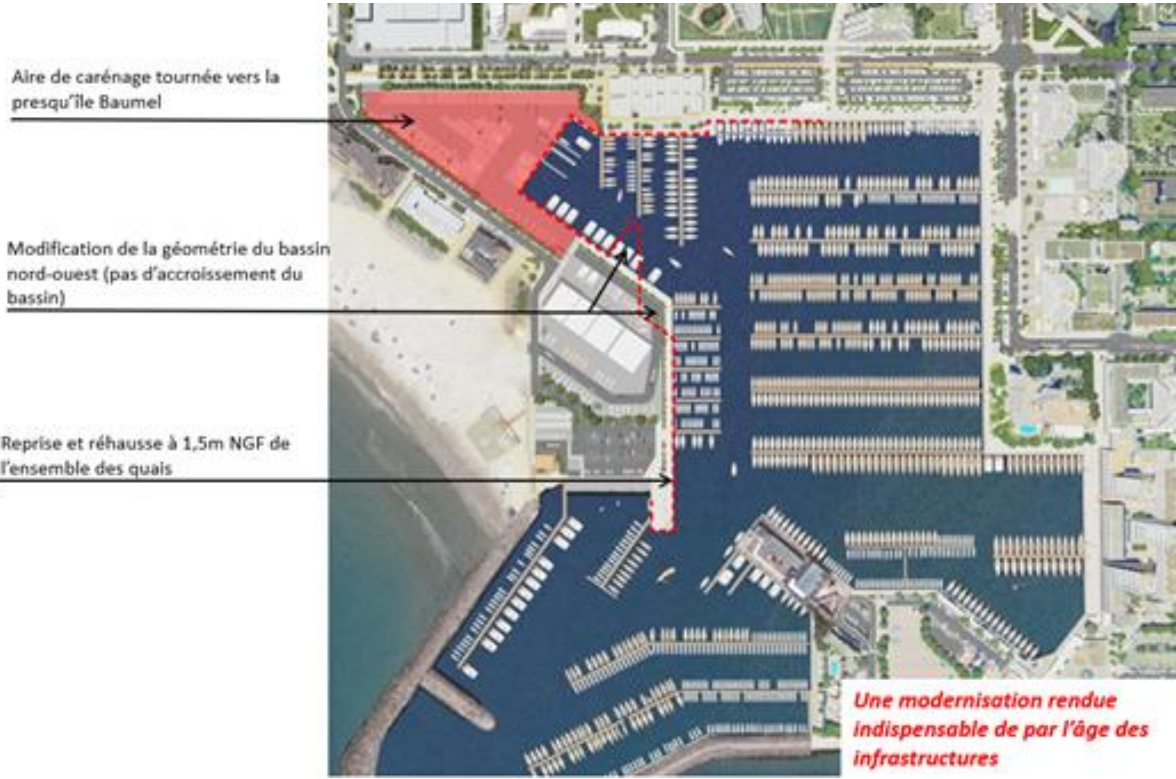 Aire de carénage tournée vers la
presqu'île Baumel
Modification de la géométrie du bassin
nord-ouest (pas d'accroissement du
bassin)
Reprise et réhausse à 1,5m NGF de
l'ensemble des quais
Une modernisation rendue
indispensable de par l'âge des
infrastructures